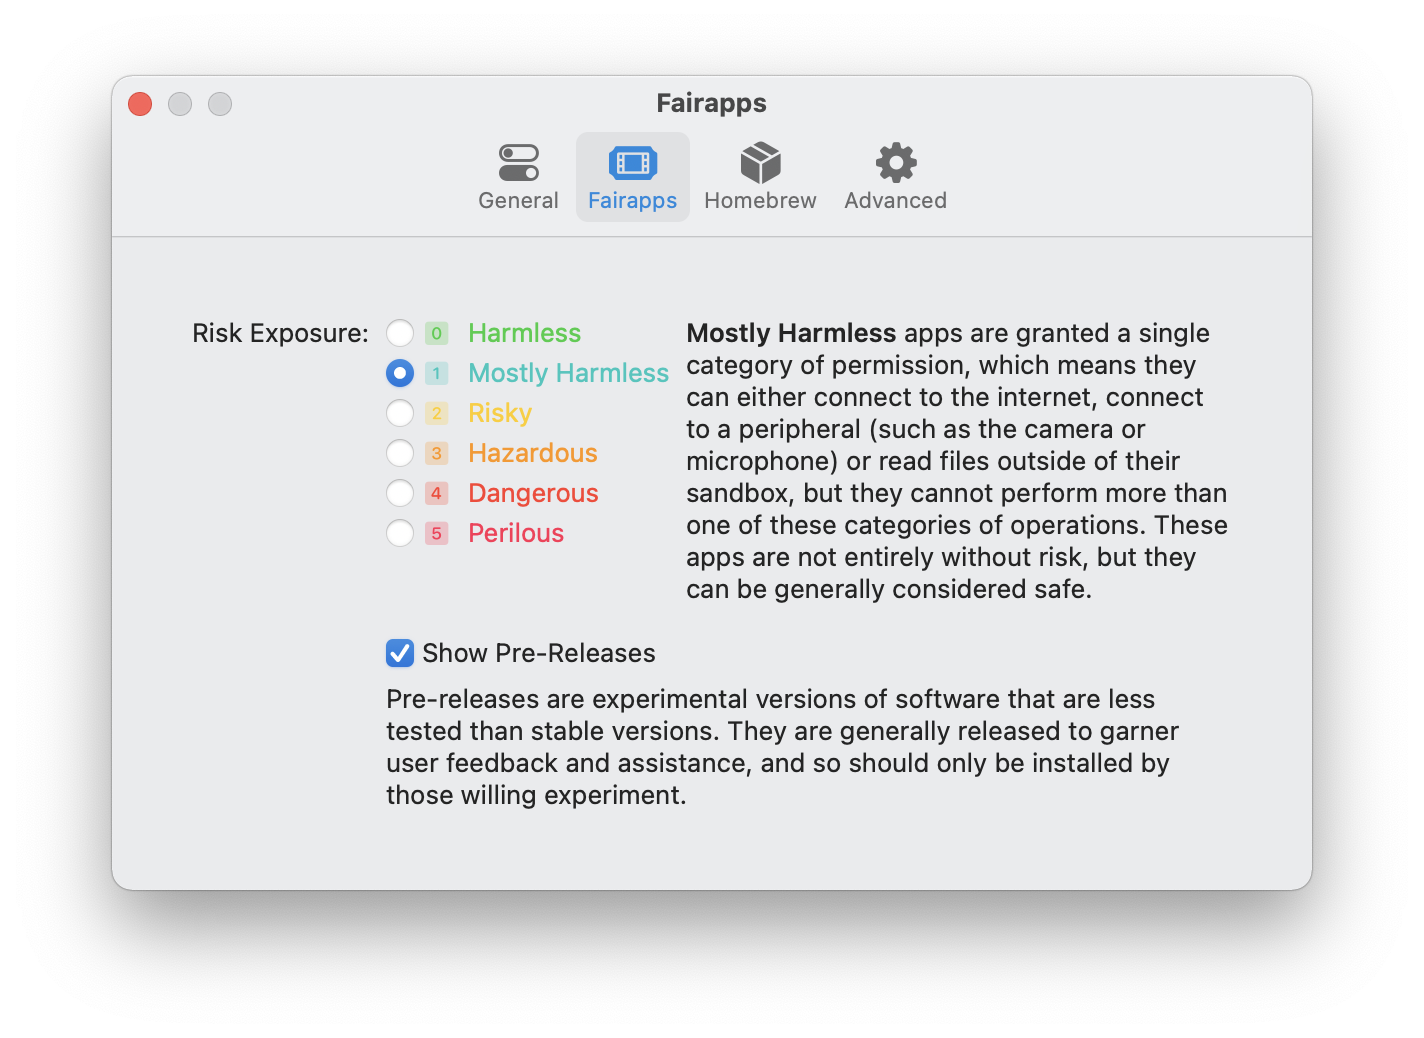 Fairapps
General
Fairapps
Homebrew
Advanced
Risk Exposure:
0 Harmless
1 Mostly Harmless
2 Risky
3 Hazardous
4 Dangerous
5 Perilous
Mostly Harmless apps are granted a single
category of permission, which means they
can either connect to the internet, connect
to a peripheral (such as the camera or
microphone) or read files outside of their
sandbox, but they cannot perform more than
one of these categories of operations. These
apps are not entirely without risk, but they
can be generally considered safe.
Show Pre-Releases
Pre-releases are experimental versions of software that are less
tested than stable versions. They are generally released to garner
user feedback and assistance, and so should only be installed by
those willing experiment.